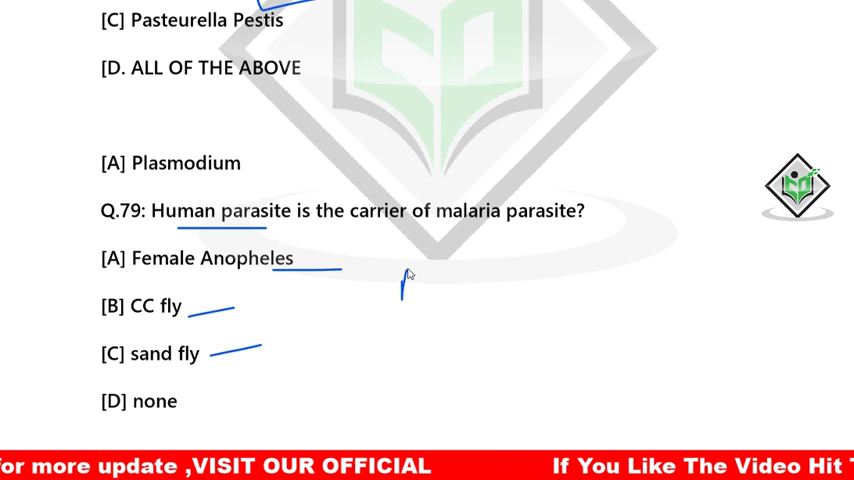 [C] Pasteurella Pestis
[D. ALL OF THE ABOVE
[A] Plasmodium
Q.79: Human parasite is the carrier of malaria parasite?
[A] Female Anopheles
[B] CC fly
[C] sand fly
[D] none
for more update ,VISIT OUR OFFICIAL If You Like The Video Hit